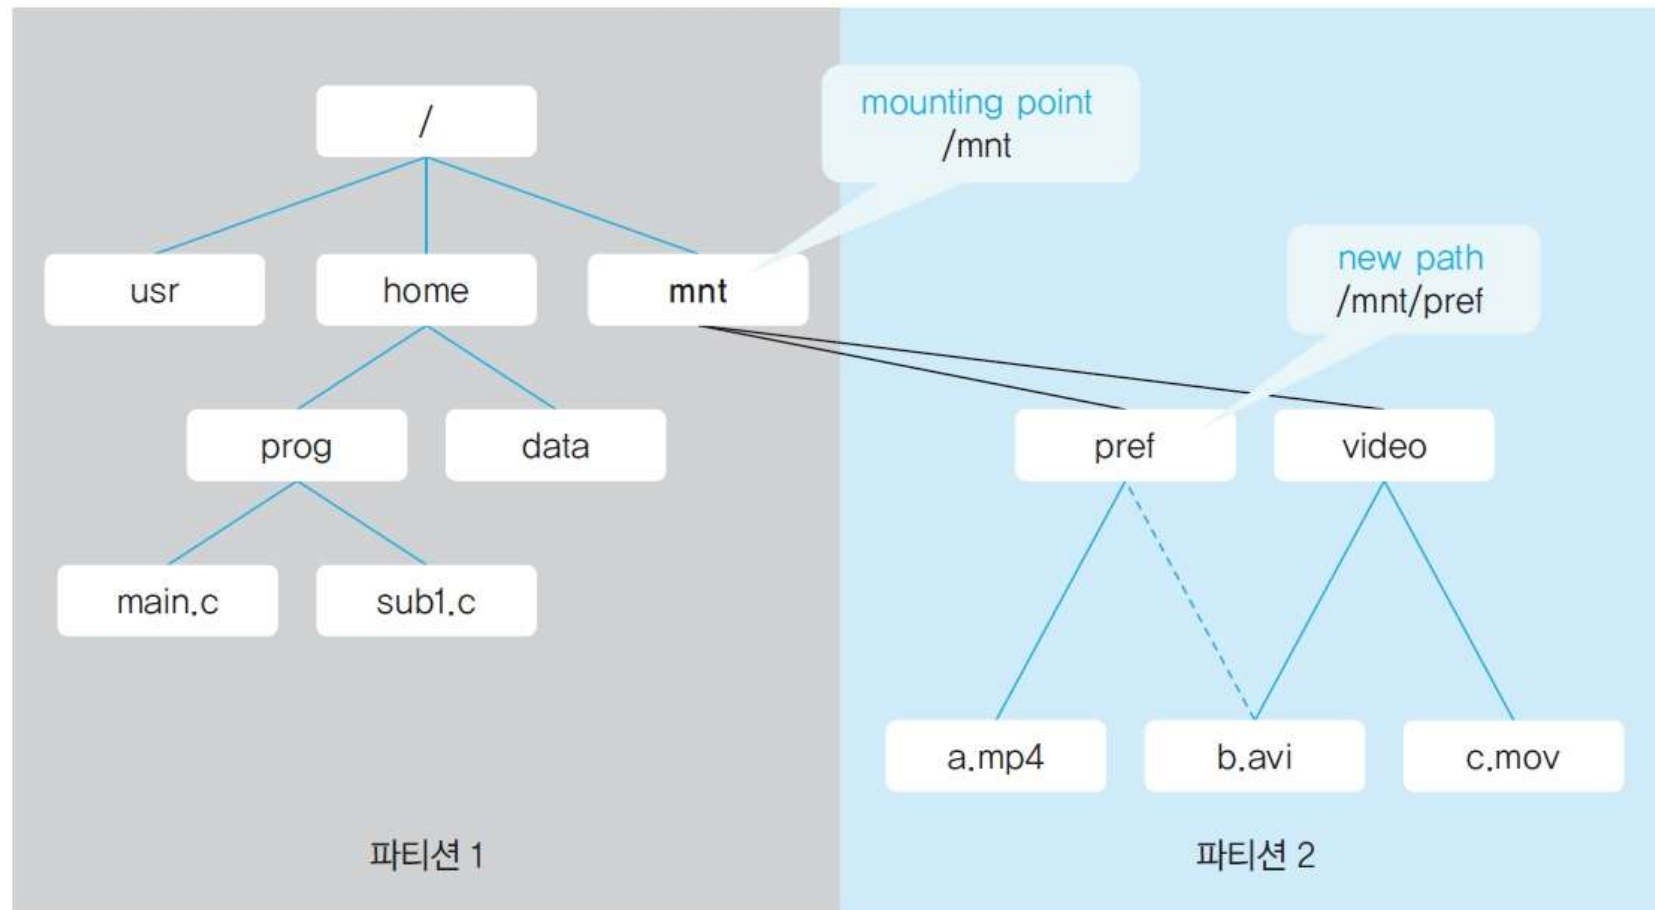 /
mounting point
/mnt
usr
home
mnt
new path
/mnt/pref
prog
data
pref
video
main.c
sub1.c
a.mp4
b.avi
c.mov
파티션 1
파티션 2